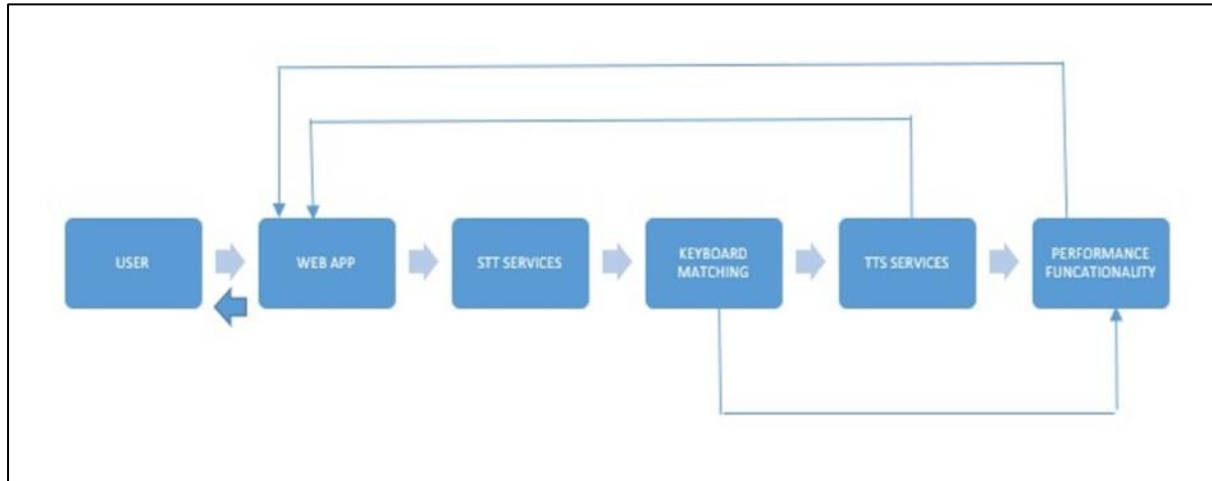 USER
WEB APP
STT SERVICES
KEYBOARD
MATCHING
TTS SERVICES
PERFORMANCE
FUNCATIONALITY